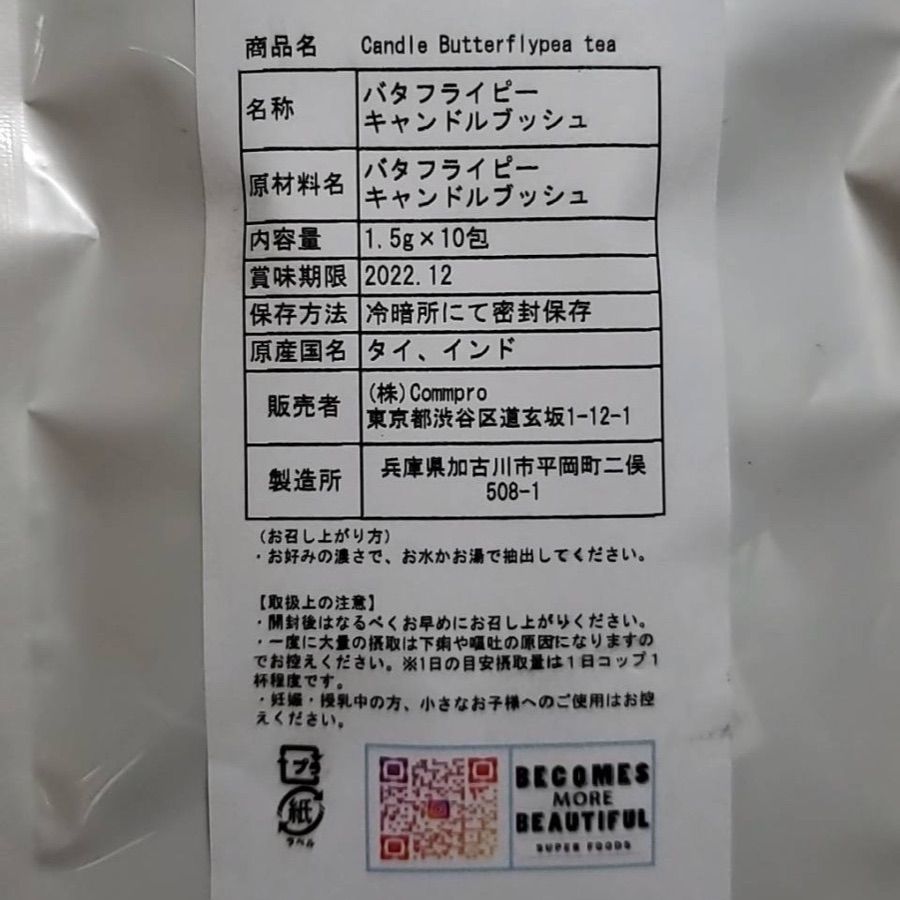 商品名 Candle Butterflypea tea
名称 バタフライピー
キャンドルブッシュ
原材料名 バタフライピー
キャンドルブッシュ
内容量 1.5g×10包
賞味期限 2022.12
保存方法 冷暗所にて密封保存
原産国名 タイ、インド
販売者 (株)Commpro
東京都渋谷区道玄坂1-12-1
製造所 兵庫県加古川市平岡町二俣
508-1
(お召し上がり方)
・お好みの濃さで、お水かお湯で抽出してください。
【取扱上の注意】
・開封後はなるべくお早めにお召し上がりください。
・一度に大量の摂取は下痢や嘔吐の原因になりますの
でお控えください。※1日の目安摂取量は1日コップ1
杯程度です。
・妊娠・授乳中の方、小さなお子様へのご使用はお控
えください。
プ
紙
ラベル
BECOMES
MORE
BEAUTIFUL
SUPER FOODS